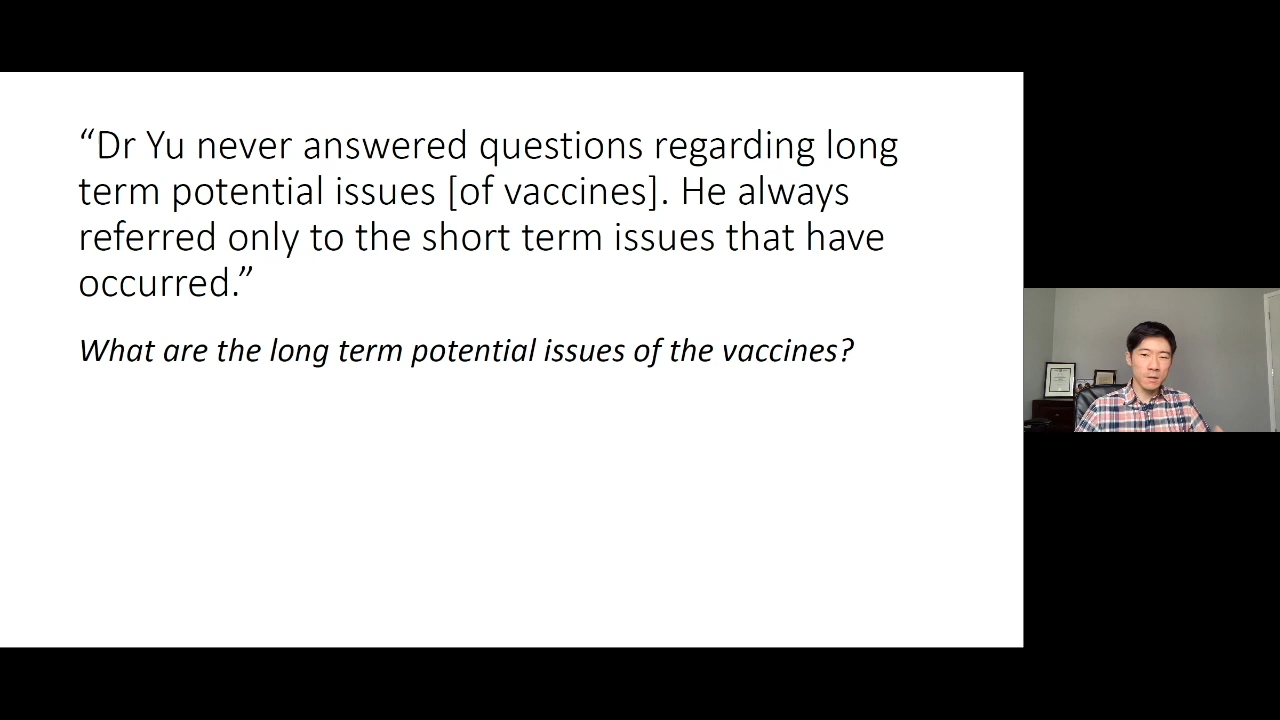 “Dr Yu never answered questions regarding long
term potential issues [of vaccines]. He always
referred only to the short term issues that have
occurred.”
What are the long term potential issues of the vaccines?